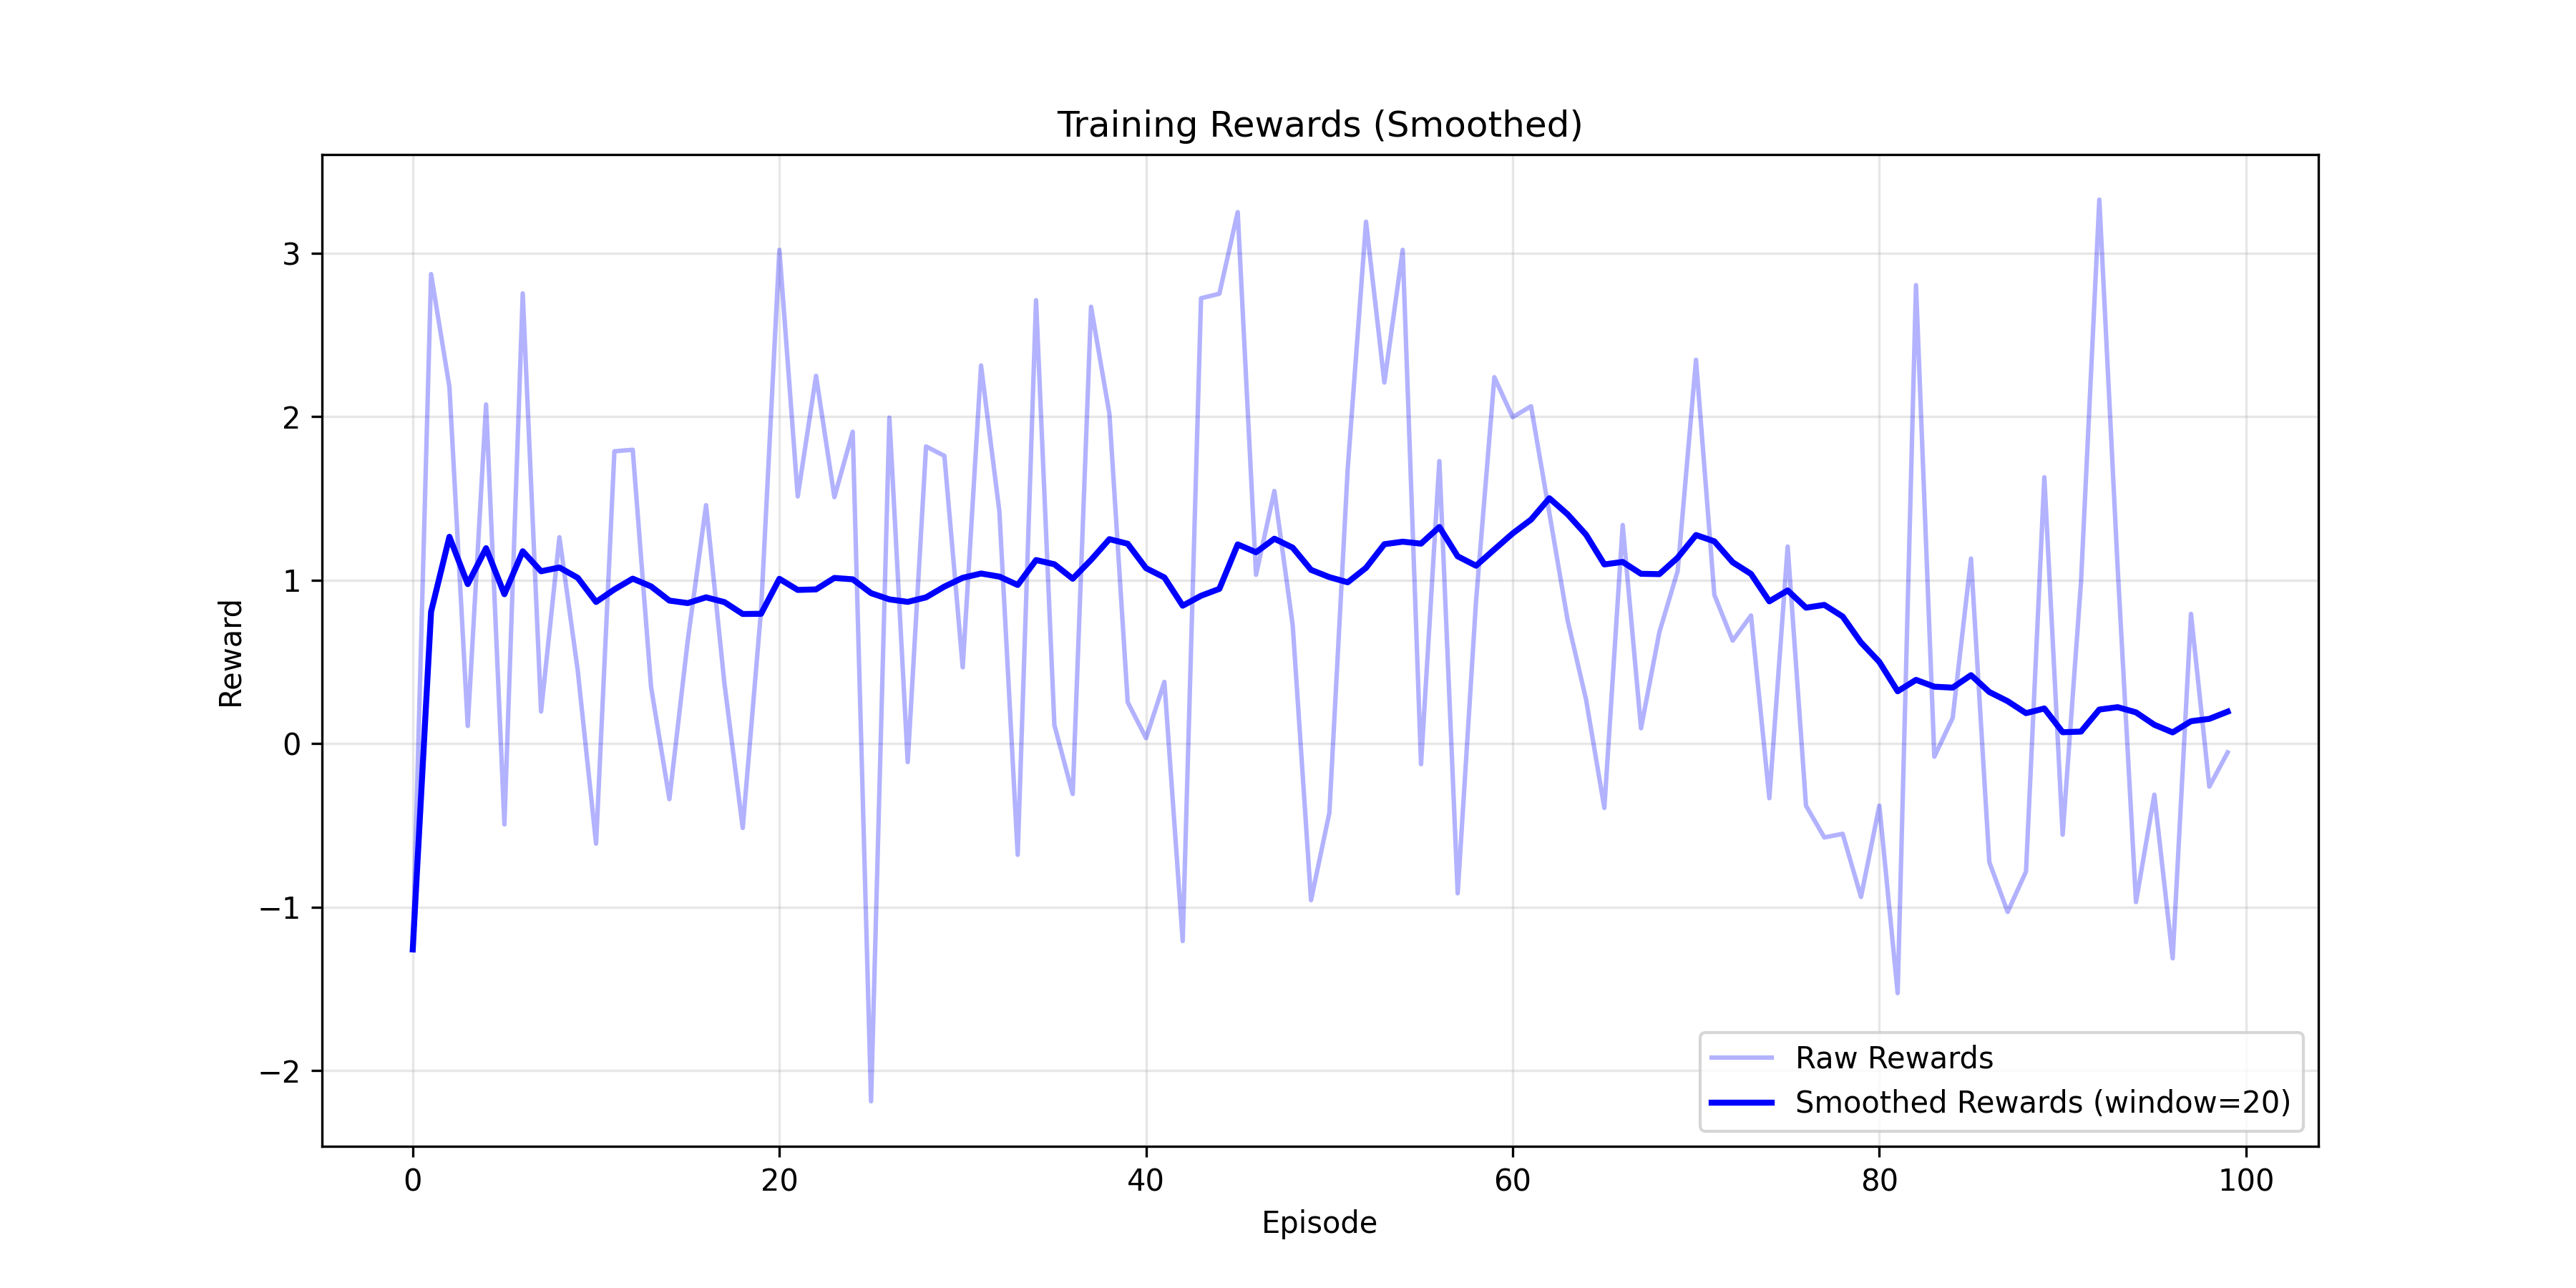 Training Rewards (Smoothed)
Reward
3
2
1
0
−1
−2
Raw Rewards
Smoothed Rewards (window=20)
0 20 40 60 80 100
Episode